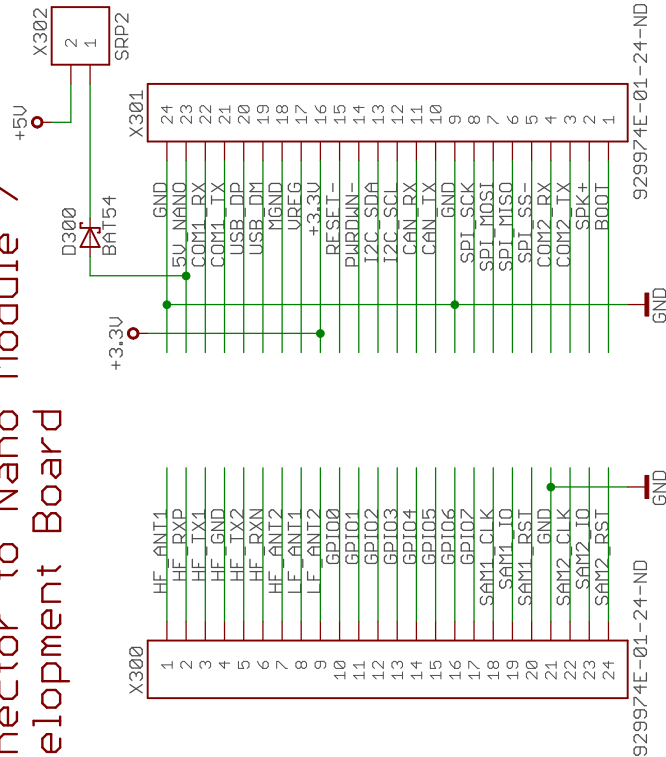 nector to Nano Module /
elopment Board
X302
2
1
SRP2
+5V
D300
BAT54
+3.3V
X301
24 GND
23 5V_NANO
22 COM1_RX
21 COM1_TX
20 USB_DP
19 USB_DM
18 MGND
17 VREG
16 +3.3V
15 RESET-
14 PWRDWN-
13 I2C_SDA
12 I2C_SCL
11 CAN_RX
10 CAN_TX
9 GND
8 SPI_SCK
7 SPI_MOSI
6 SPI_MISO
5 SPI_SS-
4 COM2_RX
3 COM2_TX
2 SPK+
1 BOOT
929974E-01-24-ND
GND
X300
1 HF_ANT1
2 HF_RXP
3 HF_TX1
4 HF_GND
5 HF_TX2
6 HF_RXN
7 HF_ANT2
8 LF_ANT1
9 LF_ANT2
10 GPIO0
11 GPIO1
12 GPIO2
13 GPIO3
14 GPIO4
15 GPIO5
16 GPIO6
17 GPIO7
18 SAM1_CLK
19 SAM1_IO
20 SAM1_RST
21 GND
22 SAM2_CLK
23 SAM2_IO
24 SAM2_RST
929974E-01-24-ND
GND